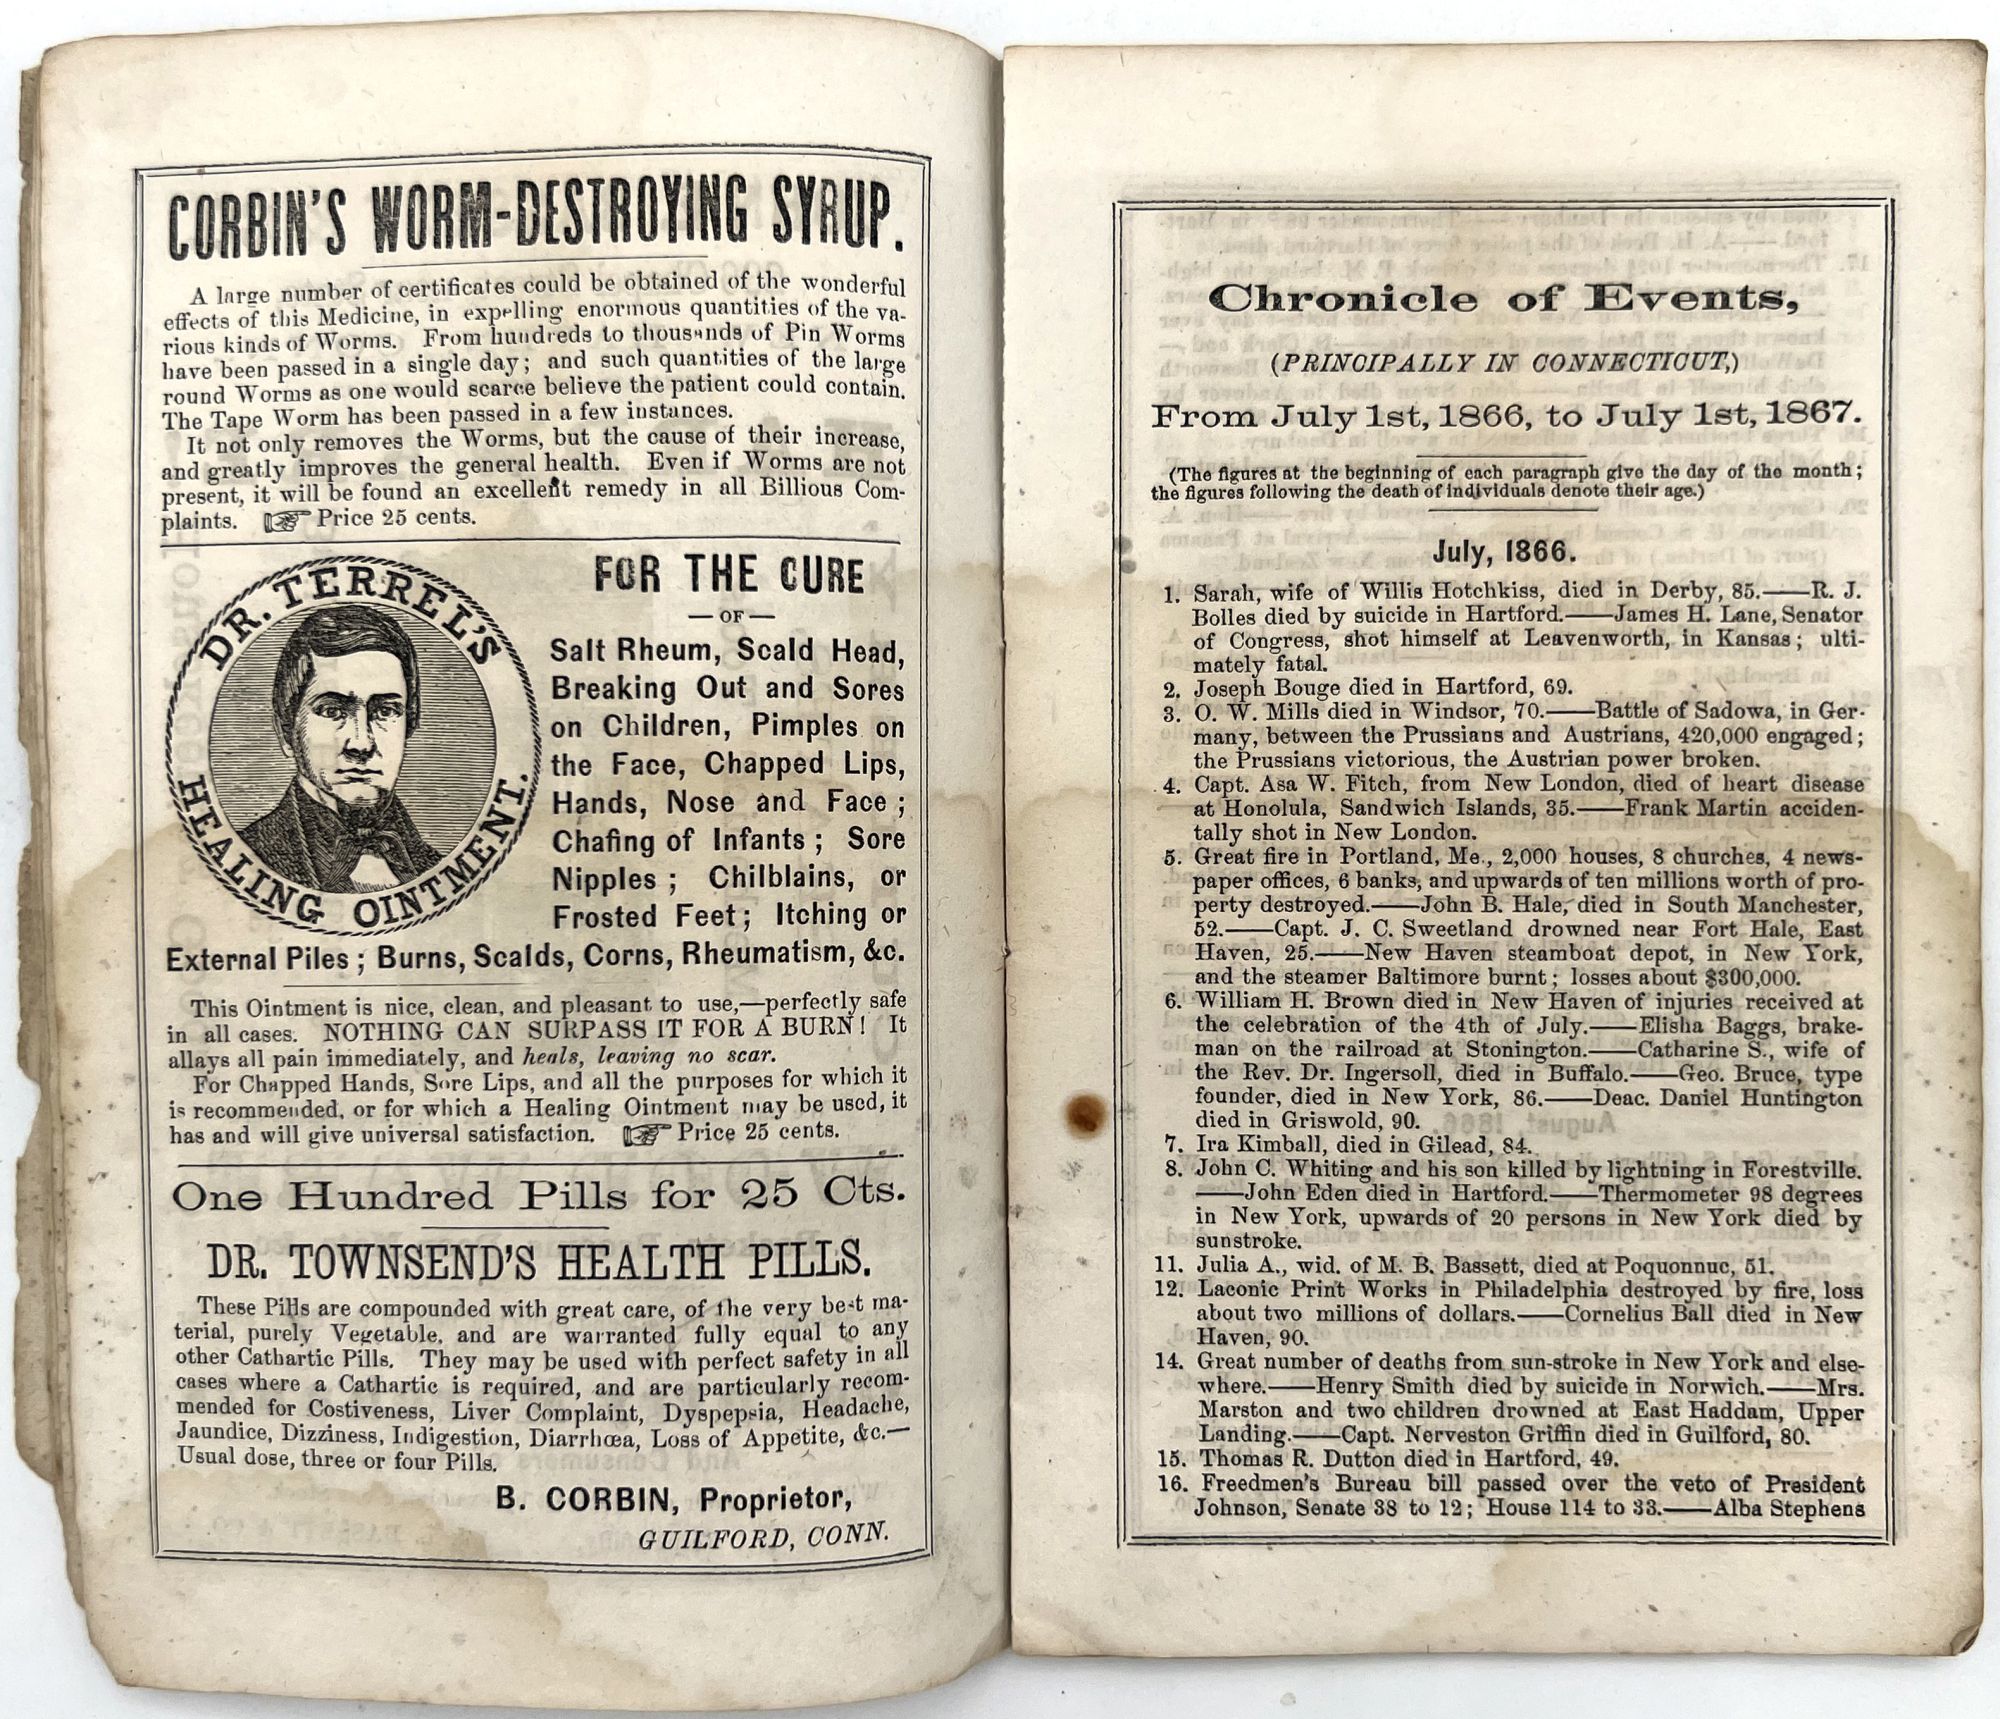 CORBIN'S WORM-DESTROYING SYRUP.
A large number of certificates could be obtained of the wonderful
effects of this Medicine, in expelling enormous quantities of the va-
rious kinds of Worms. From hundreds to thousands of Pin Worms
have been passed in a single day; and such quantities of the large
round Worms as one would scarce believe the patient could contain.
The Tape Worm has been passed in a few instances.
It not only removes the Worms, but the cause of their increase,
and greatly improves the general health. Even if Worms are not
present, it will be found an excellent remedy in all Billious Com-
plaints. ☞ Price 25 cents.
DR. TERREL'S
HEALING OINTMENT.
FOR THE CURE
—OF—
Salt Rheum, Scald Head,
Breaking Out and Sores
on Children, Pimples on
the Face, Chapped Lips,
Hands, Nose and Face;
Chafing of Infants; Sore
Nipples; Chilblains, or
Frosted Feet; Itching or
External Piles; Burns, Scalds, Corns, Rheumatism, &c.
This Ointment is nice, clean, and pleasant to use,—perfectly safe
in all cases. NOTHING CAN SURPASS IT FOR A BURN! It
allays all pain immediately, and heals, leaving no scar.
For Chapped Hands, Sore Lips, and all the purposes for which it
is recommended, or for which a Healing Ointment may be used, it
has and will give universal satisfaction. ☞ Price 25 cents.
One Hundred Pills for 25 Cts.
DR. TOWNSEND'S HEALTH PILLS.
These Pills are compounded with great care, of the very best ma-
terial, purely Vegetable, and are warranted fully equal to any
other Cathartic Pills. They may be used with perfect safety in all
cases where a Cathartic is required, and are particularly recom-
mended for Costiveness, Liver Complaint, Dyspepsia, Headache,
Jaundice, Dizziness, Indigestion, Diarrhœa, Loss of Appetite, &c.—
Usual dose, three or four Pills.
B. CORBIN, Proprietor,
GUILFORD, CONN.
Chronicle of Events,
(PRINCIPALLY IN CONNECTICUT,)
From July 1st, 1866, to July 1st, 1867.
(The figures at the beginning of each paragraph give the day of the month;
the figures following the death of individuals denote their age.)
July, 1866.
1. Sarah, wife of Willis Hotchkiss, died in Derby, 85.——R. J.
Bolles died by suicide in Hartford.——James H. Lane, Senator
of Congress, shot himself at Leavenworth, in Kansas; ulti-
mately fatal.
2. Joseph Bouge died in Hartford, 69.
3. O. W. Mills died in Windsor, 70.——Battle of Sadowa, in Ger-
many, between the Prussians and Austrians, 420,000 engaged;
the Prussians victorious, the Austrian power broken.
4. Capt. Asa W. Fitch, from New London, died of heart disease
at Honolula, Sandwich Islands, 35.——Frank Martin acciden-
tally shot in New London.
5. Great fire in Portland, Me., 2,000 houses, 8 churches, 4 news-
paper offices, 6 banks, and upwards of ten millions worth of pro-
perty destroyed.——John B. Hale, died in South Manchester,
52.——Capt. J. C. Sweetland drowned near Fort Hale, East
Haven, 25.——New Haven steamboat depot, in New York,
and the steamer Baltimore burnt; losses about $300,000.
6. William H. Brown died in New Haven of injuries received at
the celebration of the 4th of July.——Elisha Baggs, brake-
man on the railroad at Stonington.——Catharine S., wife of
the Rev. Dr. Ingersoll, died in Buffalo.——Geo. Bruce, type
founder, died in New York, 86.——Deac. Daniel Huntington
died in Griswold, 90.
7. Ira Kimball, died in Gilead, 84.
8. John C. Whiting and his son killed by lightning in Forestville.
——John Eden died in Hartford.——Thermometer 98 degrees
in New York, upwards of 20 persons in New York died by
sunstroke.
11. Julia A., wid. of M. B. Bassett, died at Poquonnuc, 51.
12. Laconic Print Works in Philadelphia destroyed by fire, loss
about two millions of dollars.——Cornelius Ball died in New
Haven, 90.
14. Great number of deaths from sun-stroke in New York and else-
where.——Henry Smith died by suicide in Norwich.——Mrs.
Marston and two children drowned at East Haddam, Upper
Landing.——Capt. Nerveston Griffin died in Guilford, 80.
15. Thomas R. Dutton died in Hartford, 49.
16. Freedmen's Bureau bill passed over the veto of President
Johnson, Senate 38 to 12; House 114 to 33.——Alba Stephens